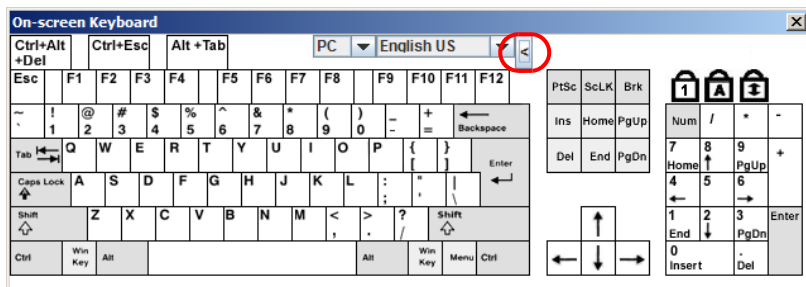 On-screen Keyboard
Ctrl+Alt +Del Ctrl+Esc Alt +Tab PC English US <
Esc F1 F2 F3 F4 F5 F6 F7 F8 F9 F10 F11 F12 PtSc ScLK Brk 1 A
~ ` ! 1 @ 2 # 3 $ 4 % 5 ^ 6 & 7 * 8 ( 9 ) 0 _ - + = Backspace Ins Home PgUp Num / * -
Tab Q W E R T Y U I O P { [ } ] Enter Del End PgDn 7 Home 8 9 PgUp +
Caps Lock A S D F G H J K L : ; " ' | \ 4 5 6
Shift Z X C V B N M < , > . ? / Shift 1 End 2 3 PgDn Enter
Ctrl Win Key Alt Alt Win Key Menu Ctrl 0 Insert . Del